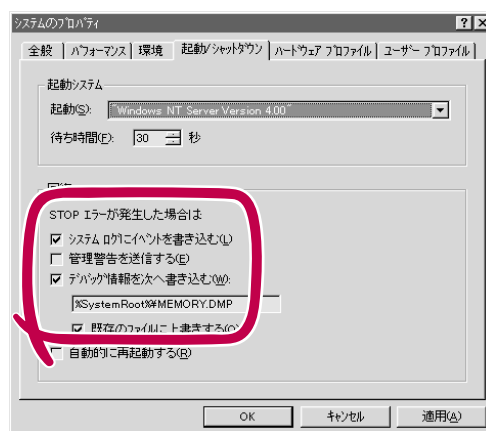 システムのプロパティ
全般 パフォーマンス 環境 起動/シャットダウン ハードウェア プロファイル ユーザー プロファイル
起動システム
起動(S): "Windows NT Server Version 4.00"
待ち時間(F): 30 秒
回復
STOP エラーが発生した場合は
システム ログにイベントを書き込む(L)
管理警告を送信する(E)
デバッグ情報を次へ書き込む(W):
%SystemRoot%¥MEMORY.DMP
既存のファイルに上書きする(O)
自動的に再起動する(R)
OK キャンセル 適用(A)